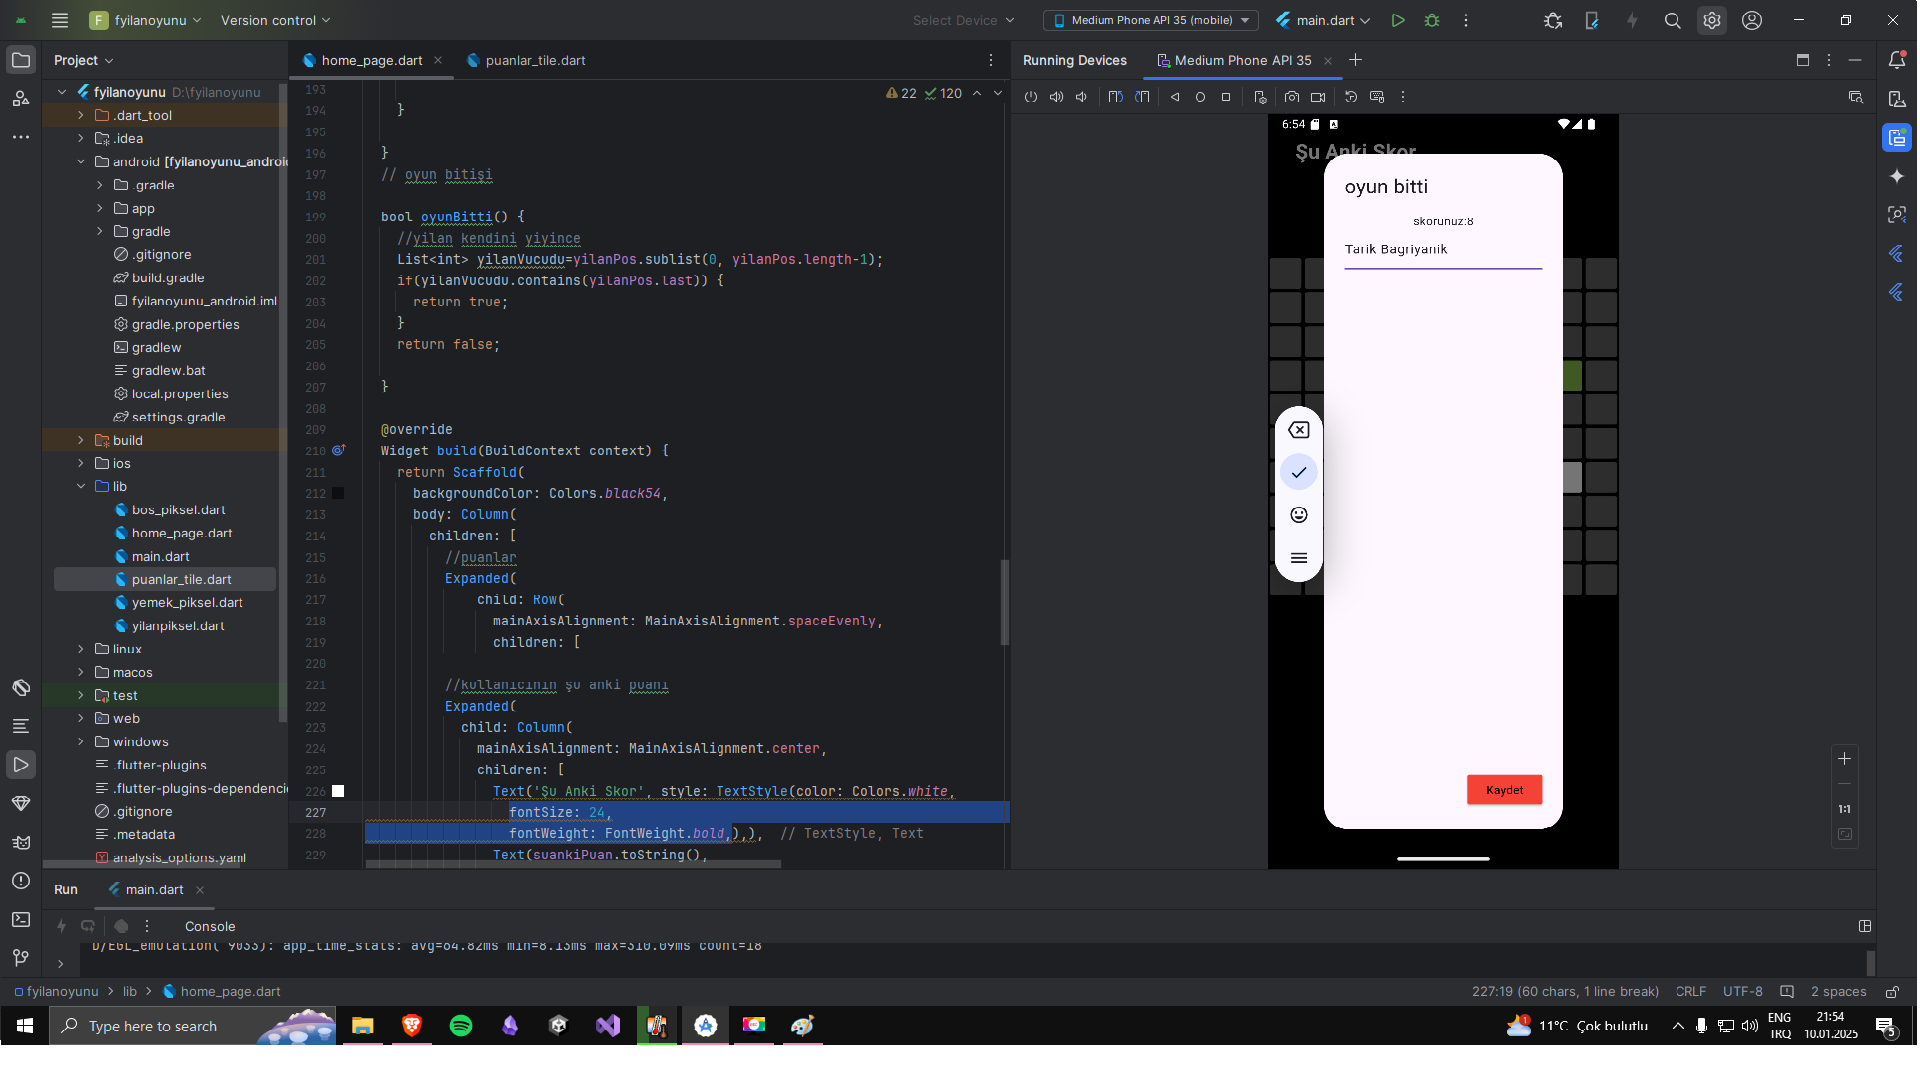 fyilanoyunu
Version control
Select Device
Medium Phone API 35 (mobile)
main.dart
Project
home_page.dart
puanlar_tile.dart
Running Devices
Medium Phone API 35
fyilanoyunu D:\fyilanoyunu
.dart_tool
.idea
android [fyilanoyunu_android
.gradle
app
gradle
.gitignore
build.gradle
fyilanoyunu_android.iml
gradle.properties
gradlew
gradlew.bat
local.properties
settings.gradle
build
ios
lib
bos_piksel.dart
home_page.dart
main.dart
puanlar_tile.dart
yemek_piksel.dart
yilanpiksel.dart
linux
macos
test
web
windows
.flutter-plugins
.flutter-plugins-dependencie
.gitignore
.metadata
analysis_options.yaml
22 120
193
194 }
195
196 }
197 // oyun bitişi
198
199 bool oyunBitti() {
200 //yilan kendini yiyince
201 List<int> yilanVucudu=yilanPos.sublist(0, yilanPos.length-1);
202 if(yilanVucudu.contains(yilanPos.last)) {
203 return true;
204 }
205 return false;
206
207 }
208
209 @override
210 Widget build(BuildContext context) {
211 return Scaffold(
212 backgroundColor: Colors.black54,
213 body: Column(
214 children: [
215 //puanlar
216 Expanded(
217 child: Row(
218 mainAxisAlignment: MainAxisAlignment.spaceEvenly,
219 children: [
220
221 //kullanicinin şu anki puani
222 Expanded(
223 child: Column(
224 mainAxisAlignment: MainAxisAlignment.center,
225 children: [
226 Text('Şu Anki Skor', style: TextStyle(color: Colors.white,
227 fontSize: 24,
228 fontWeight: FontWeight.bold,),), // TextStyle, Text
229 Text(suankiPuan.toString(),
6:54
Şu Anki Skor
oyun bitti
skorunuz:8
Tarik Bagriyanik
Kaydet
1:1
Run
main.dart
Console
D/EGL_emulation( 9033): app_time_stats: avg=64.82ms min=8.13ms max=310.09ms count=18
fyilanoyunu > lib > home_page.dart
227:19 (60 chars, 1 line break) CRLF UTF-8 2 spaces
Type here to search
11°C Çok bulutlu
ENG
TRQ
21:54
10.01.2025
5